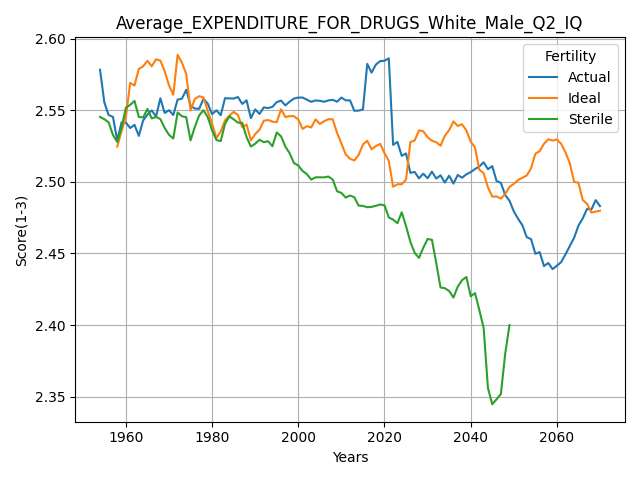 Average_EXPENDITURE_FOR_DRUGS_White_Male_Q2_IQ
Fertility
Actual
Ideal
Sterile
Score(1-3)
2.60
2.55
2.50
2.45
2.40
2.35
1960 1980 2000 2020 2040 2060
Years